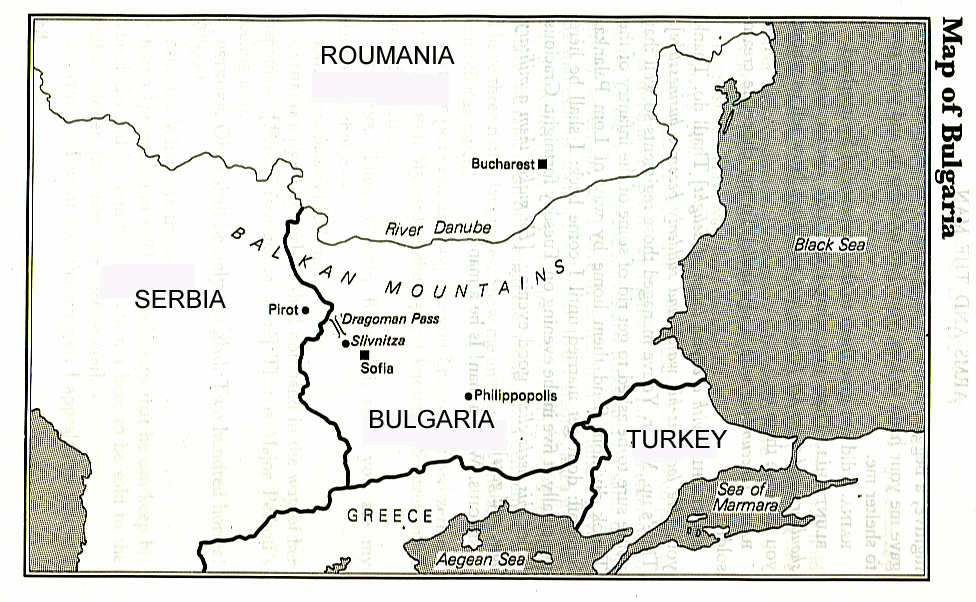 Map of Bulgaria
ROUMANIA
Bucharest
River Danube
Black Sea
BALKAN MOUNTAINS
SERBIA
Pirot
Dragoman Pass
Slivnitza
Sofia
Philippopolis
BULGARIA
TURKEY
Sea of
Marmara
GREECE
Aegean Sea